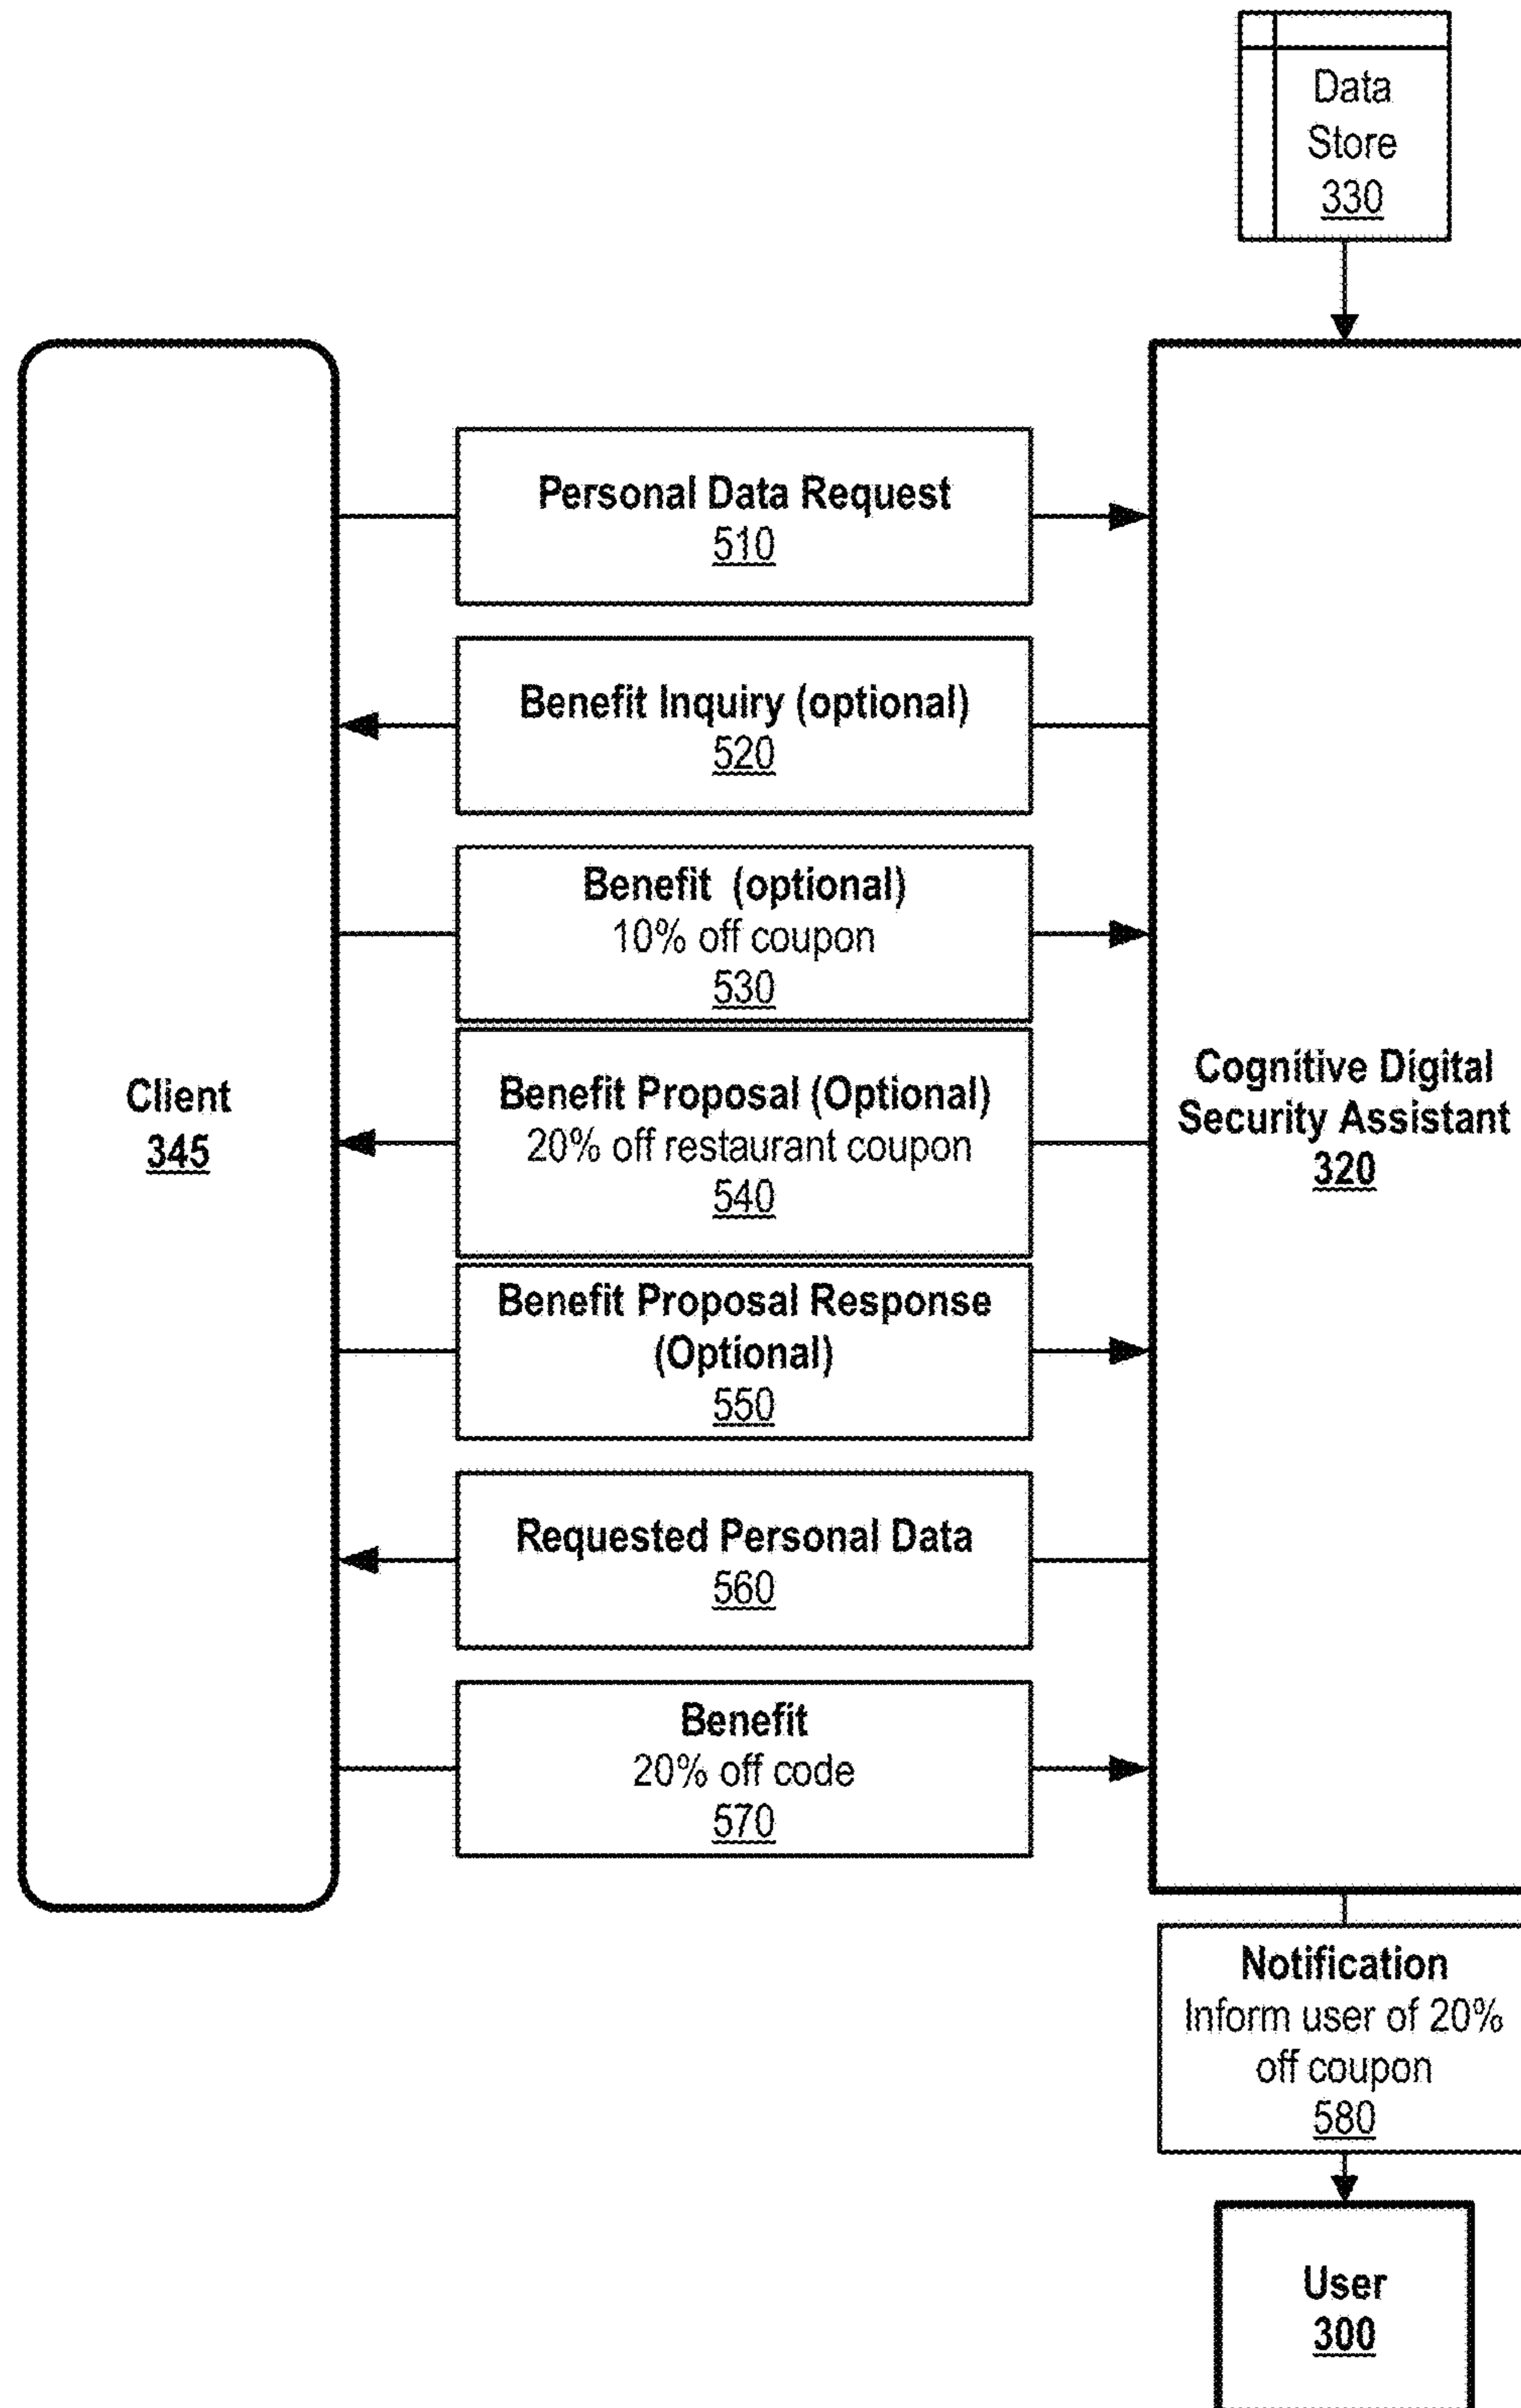 Data
Store
330
Personal Data Request
510
Benefit Inquiry (optional)
520
Benefit (optional)
10% off coupon
530
Client
345
Benefit Proposal (Optional)
20% off restaurant coupon
540
Cognitive Digital
Security Assistant
320
Benefit Proposal Response
(Optional)
550
Requested Personal Data
560
Benefit
20% off code
570
Notification
Inform user of 20%
off coupon
580
User
300